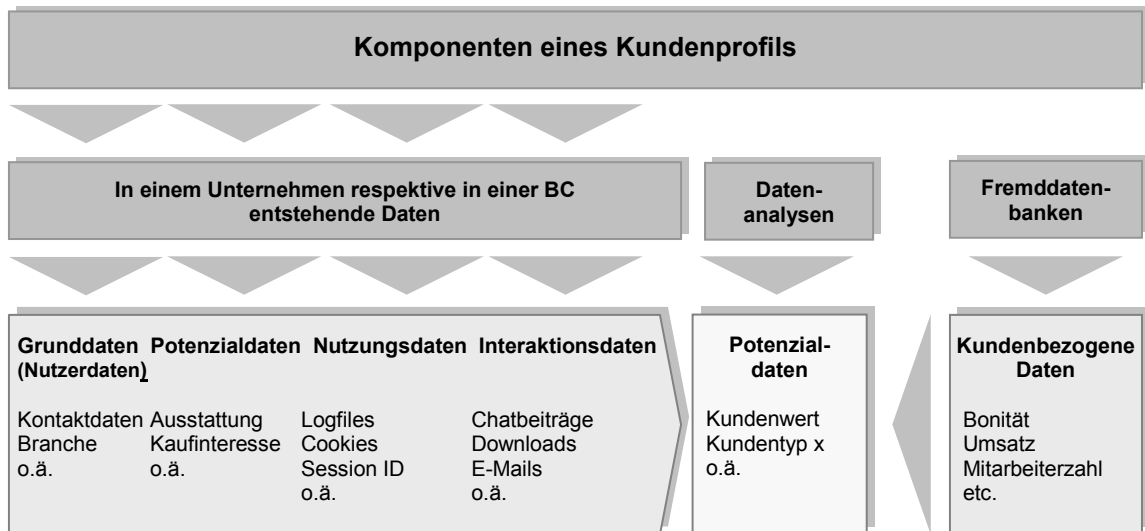 Komponenten eines Kundenprofils
In einem Unternehmen respektive in einer BC
entstehende Daten
Daten-
analysen
Fremddaten-
banken
Grunddaten
(Nutzerdaten)
Kontaktdaten
Branche
o.ä.
Potenzialdaten
Ausstattung
Kaufinteresse
o.ä.
Nutzungsdaten
Logfiles
Cookies
Session ID
o.ä.
Interaktionsdaten
Chatbeiträge
Downloads
E-Mails
o.ä.
Potenzial-
daten
Kundenwert
Kundentyp x
o.ä.
Kundenbezogene
Daten
Bonität
Umsatz
Mitarbeiterzahl
etc.